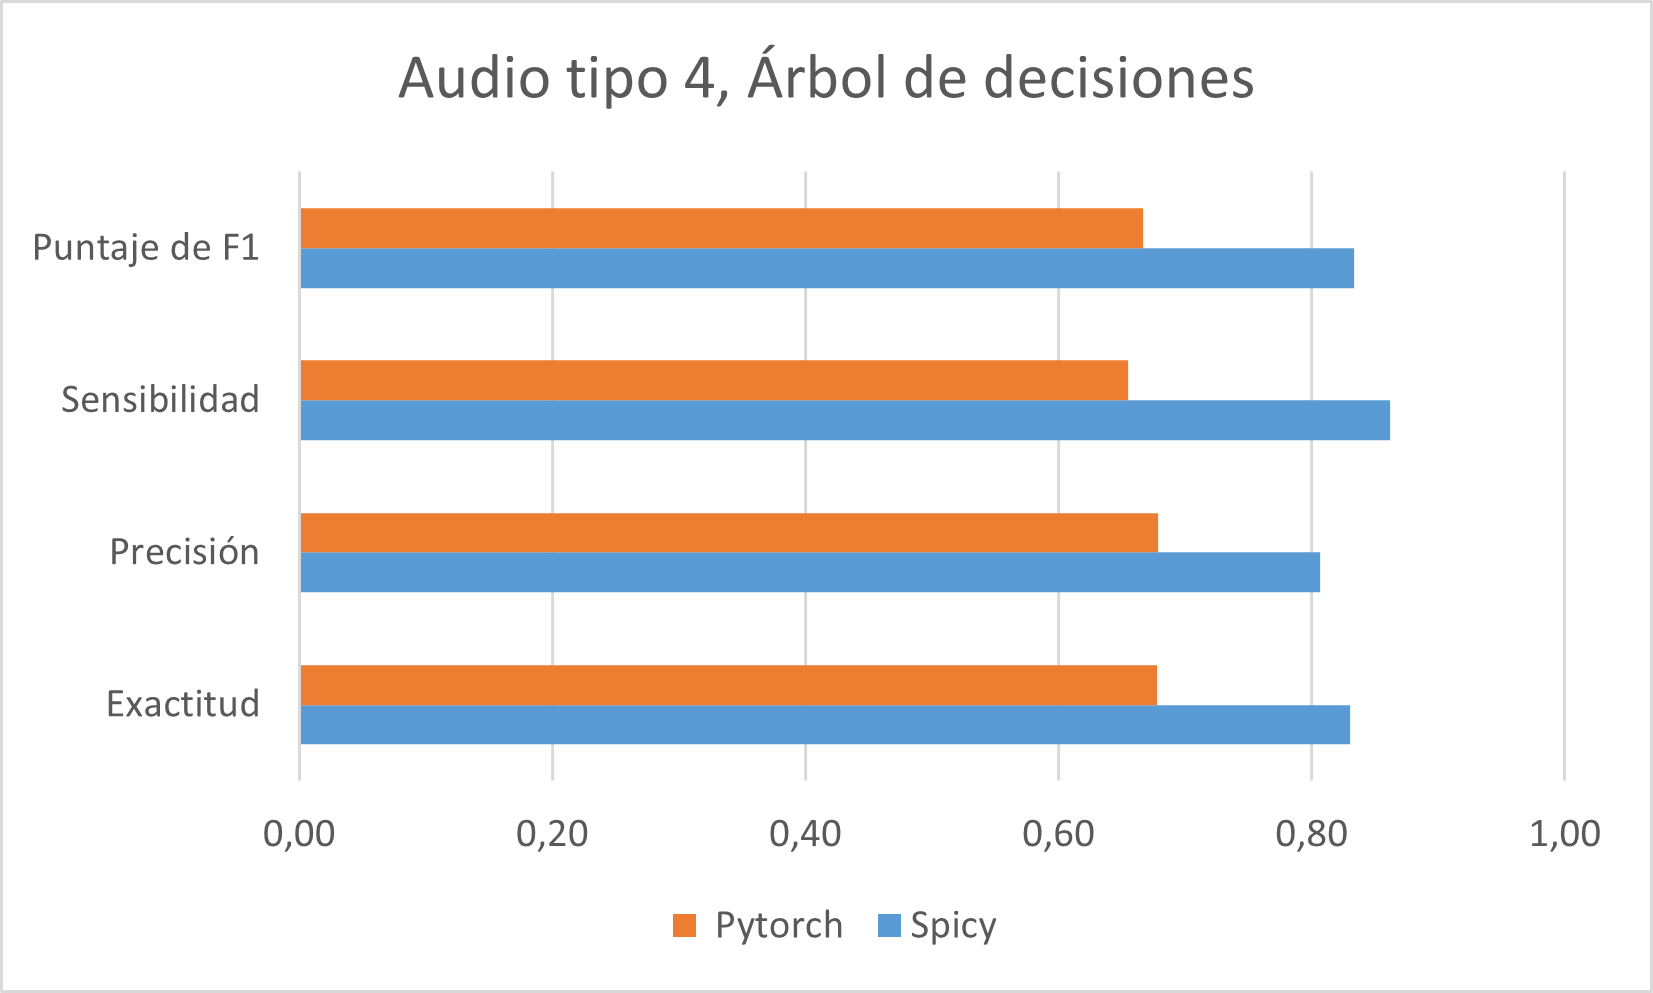 Audio tipo 4, Árbol de decisiones
Puntaje de F1
Sensibilidad
Precisión
Exactitud
0,00 0,20 0,40 0,60 0,80 1,00
Pytorch Spicy